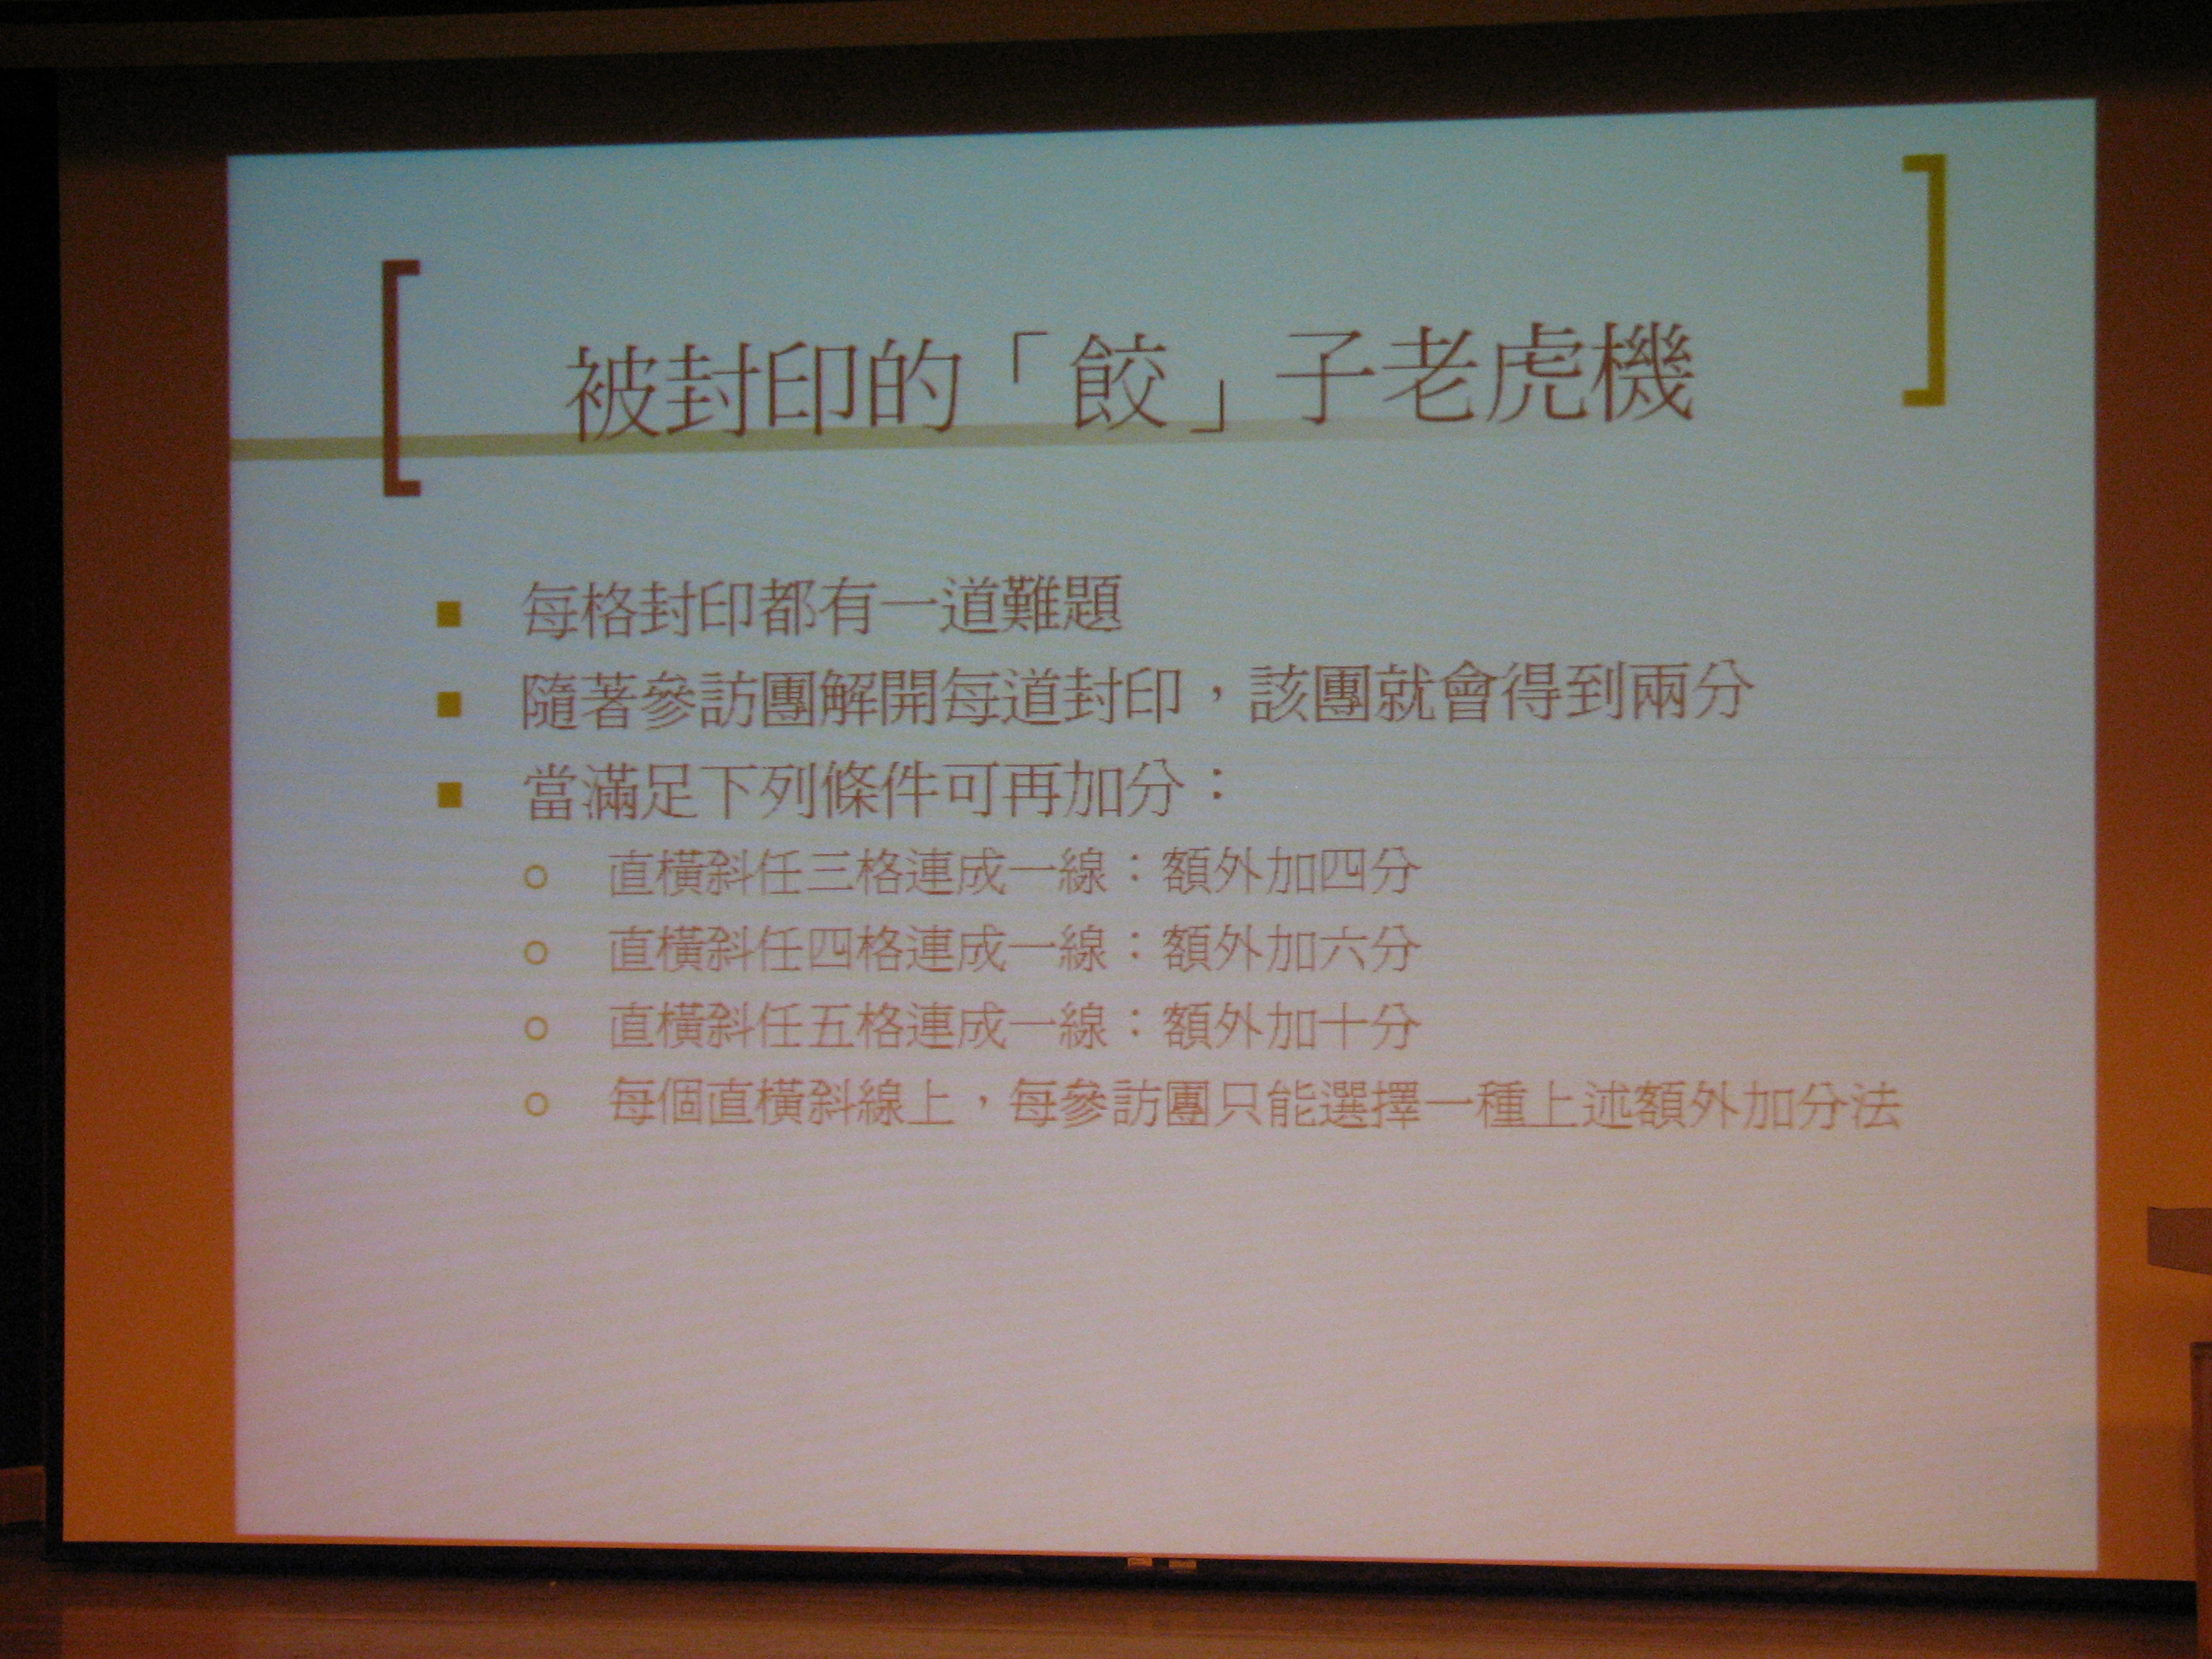 被封印的「餃」子老虎機
每格封印都有一道難題
隨著參訪團解開每道封印，該團就會得到兩分
當滿足下列條件可再加分：
直橫斜任三格連成一線：額外加四分
直橫斜任四格連成一線：額外加六分
直橫斜任五格連成一線：額外加十分
每個直橫斜線上，每參訪團只能選擇一種上述額外加分法